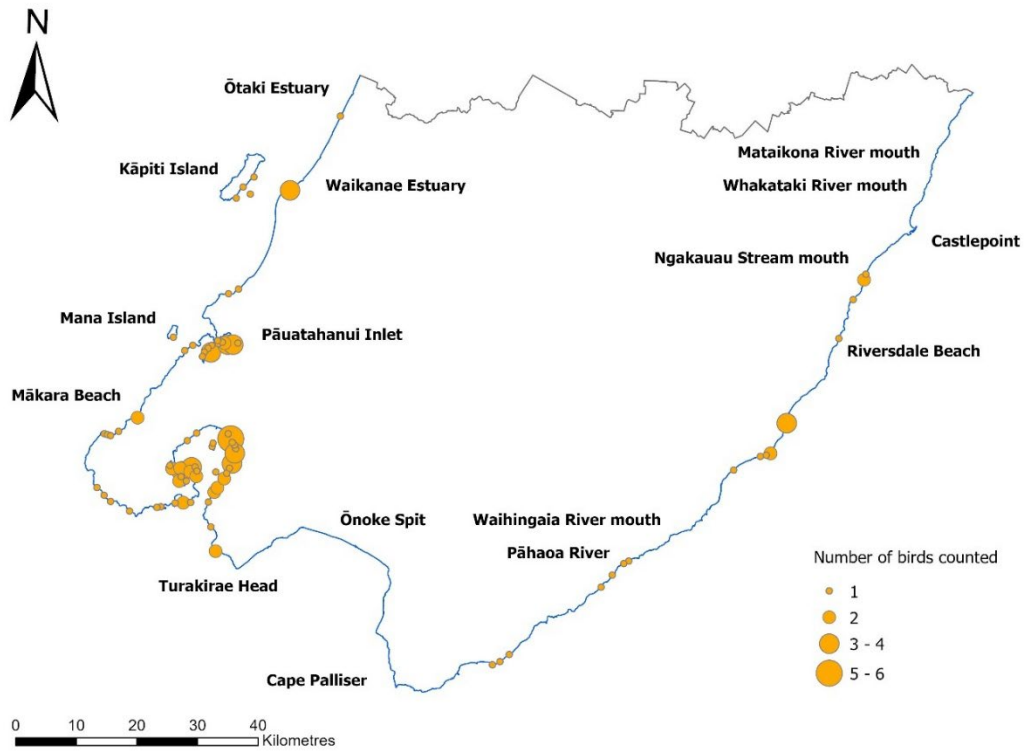 N
Ōtaki Estuary
Kāpiti Island
Waikanae Estuary
Mataikona River mouth
Whakataki River mouth
Castlepoint
Ngakauau Stream mouth
Mana Island
Pāuatahanui Inlet
Riversdale Beach
Mākara Beach
Ōnoke Spit
Waihingaia River mouth
Pāhaoa River
Turakirae Head
Cape Palliser
Number of birds counted
1
2
3 - 4
5 - 6
0 10 20 30 40
Kilometres